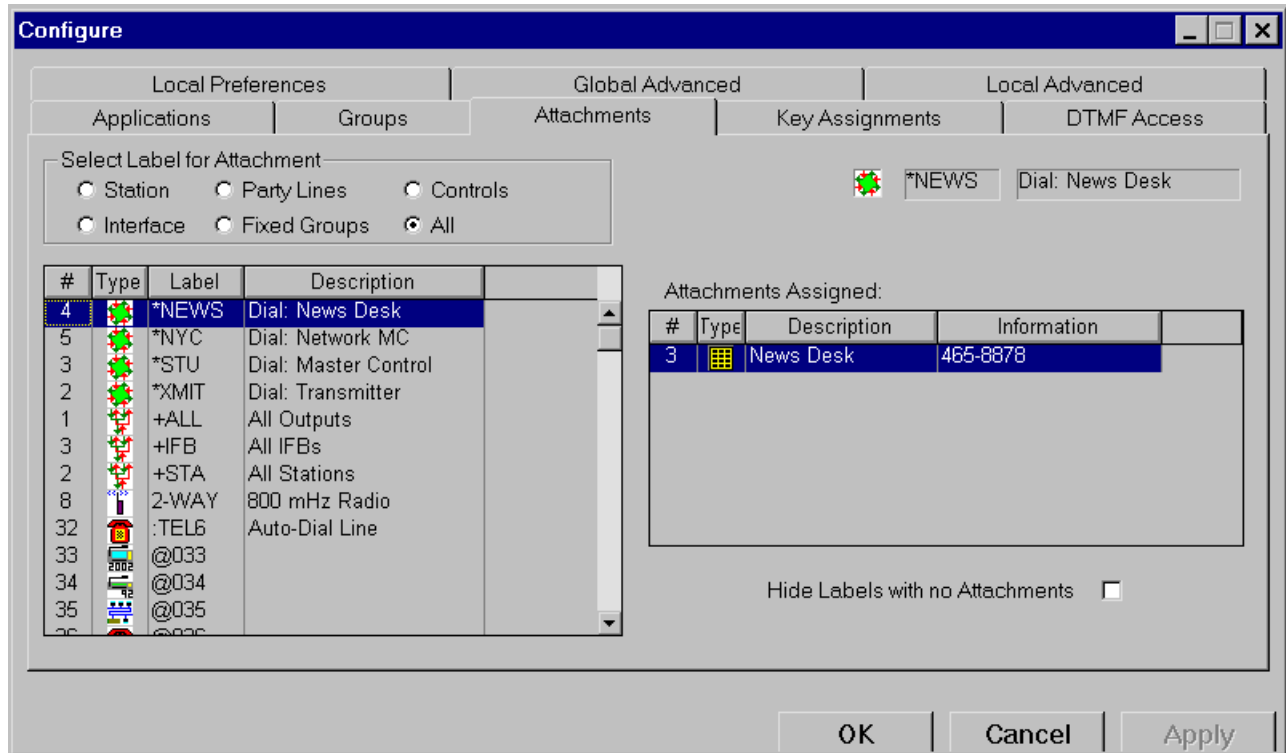 Configure
Local Preferences Global Advanced Local Advanced
Applications Groups Attachments Key Assignments DTMF Access
Select Label for Attachment
Station Party Lines Controls
Interface Fixed Groups All
*NEWS Dial: News Desk
# Type Label Description
4 *NEWS Dial: News Desk
5 *NYC Dial: Network MC
3 *STU Dial: Master Control
2 *XMIT Dial: Transmitter
1 +ALL All Outputs
3 +IFB All IFBs
2 +STA All Stations
8 2-WAY 800 mHz Radio
32 :TEL6 Auto-Dial Line
33 2002 @033
34 92 @034
35 @035
Attachments Assigned:
# Type Description Information
3 News Desk 465-8878
Hide Labels with no Attachments
OK Cancel Apply